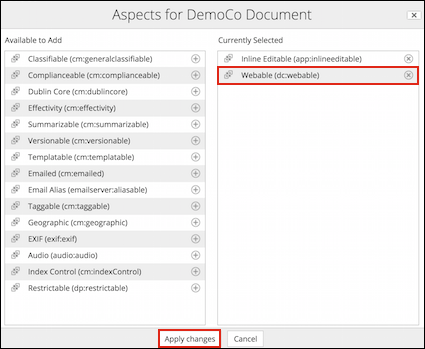 Aspects for DemoCo Document
Available to Add
Classifiable (cm:generalclassifiable)
Complianceable (cm:complianceable)
Dublin Core (cm:dublincore)
Effectivity (cm:effectivity)
Summarizable (cm:summarizable)
Versionable (cm:versionable)
Templatable (cm:templatable)
Emailed (cm:emailed)
Email Alias (emailserver:aliasable)
Taggable (cm:taggable)
Geographic (cm:geographic)
EXIF (exif:exif)
Audio (audio:audio)
Index Control (cm:indexControl)
Restrictable (dp:restrictable)
Currently Selected
Inline Editable (app:inlineeditable)
Webable (dc:webable)
Apply changes
Cancel